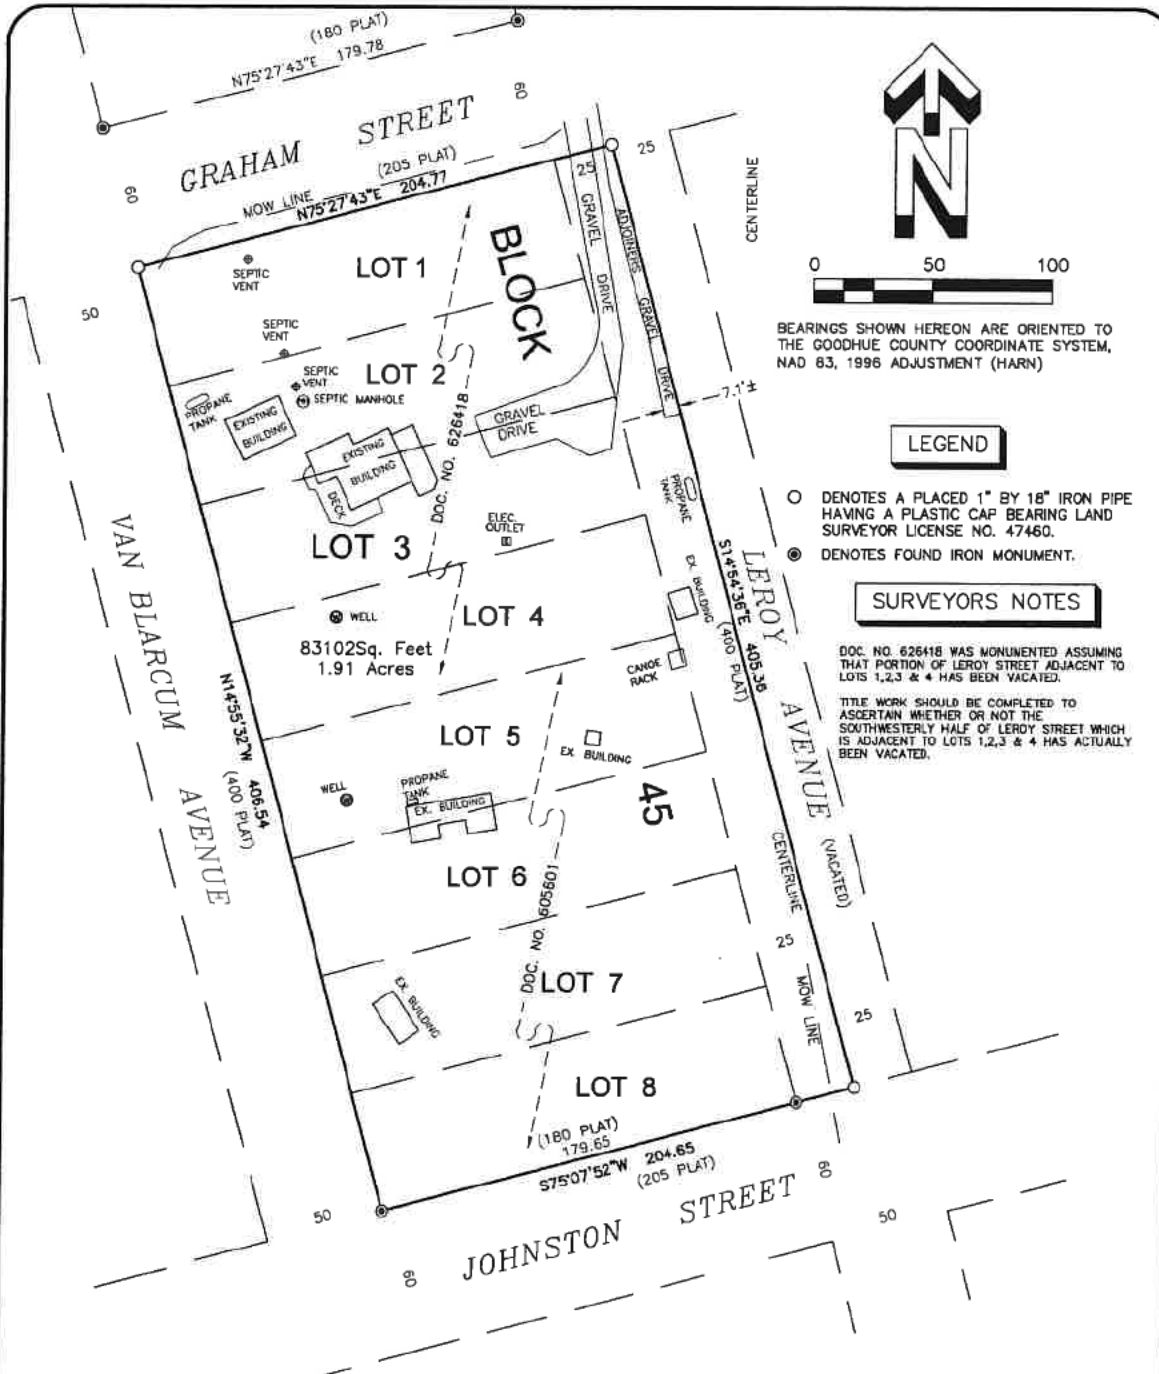 (180 PLAT)
N75°27'43"E 179.78
60
GRAHAM STREET
60
(205 PLAT)
MOW LINE
N75°27'43"E 204.77
25
25
CENTERLINE
N
0 50 100
BEARINGS SHOWN HEREON ARE ORIENTED TO
THE GOODHUE COUNTY COORDINATE SYSTEM,
NAD 83, 1996 ADJUSTMENT (HARN)
50
SEPTIC
VENT
LOT 1
BLOCK
GRAVEL
DRIVE
ADJOINERS GRAVEL DRIVE
SEPTIC
VENT
SEPTIC
VENT
LOT 2
SEPTIC MANHOLE
PROPANE
TANK
EXISTING
BUILDING
EXISTING
BUILDING
DECK
DOC. NO. 626418
GRAVEL
DRIVE
7.1'±
LEGEND
DENOTES A PLACED 1" BY 18" IRON PIPE
HAVING A PLASTIC CAP BEARING LAND
SURVEYOR LICENSE NO. 47460.
DENOTES FOUND IRON MONUMENT.
PROPANE
TANK
ELEC.
OUTLET
LOT 3
VAN BLARCUM AVENUE
EX. BUILDING
S14°54'36"E 405.36
(400 PLAT)
LEROY AVENUE
(VACATED)
SURVEYORS NOTES
DOC. NO. 626418 WAS MONUMENTED ASSUMING
THAT PORTION OF LEROY STREET ADJACENT TO
LOTS 1,2,3 & 4 HAS BEEN VACATED.
TITLE WORK SHOULD BE COMPLETED TO
ASCERTAIN WHETHER OR NOT THE
SOUTHWESTERLY HALF OF LEROY STREET WHICH
IS ADJACENT TO LOTS 1,2,3 & 4 HAS ACTUALLY
BEEN VACATED.
WELL
LOT 4
83102Sq. Feet
1.91 Acres
CANOE
RACK
N14°55'32"W 406.54
(400 PLAT)
LOT 5
EX. BUILDING
45
WELL
PROPANE
TANK
EX. BUILDING
CENTERLINE
LOT 6
DOC. NO. 605601
25
LOT 7
EX. BUILDING
MOW LINE
25
LOT 8
(180 PLAT)
179.65
S75°07'52"W 204.65
(205 PLAT)
60
50
50
JOHNSTON STREET
60